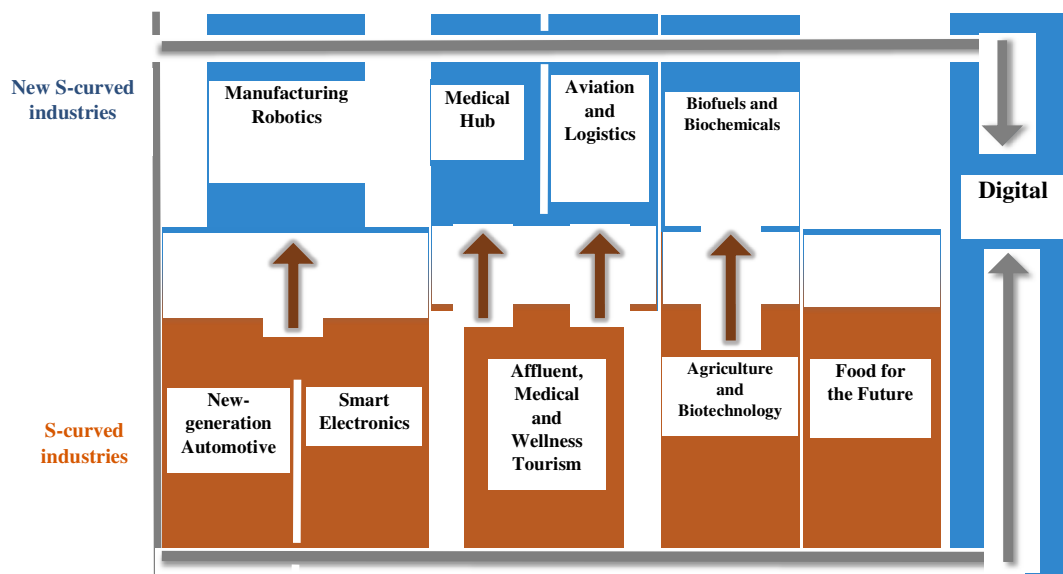 New S-curved
industries
Manufacturing
Robotics
Medical
Hub
Aviation
and
Logistics
Biofuels and
Biochemicals
Digital
S-curved
industries
New-
generation
Automotive
Smart
Electronics
Affluent,
Medical
and
Wellness
Tourism
Agriculture
and
Biotechnology
Food for
the Future